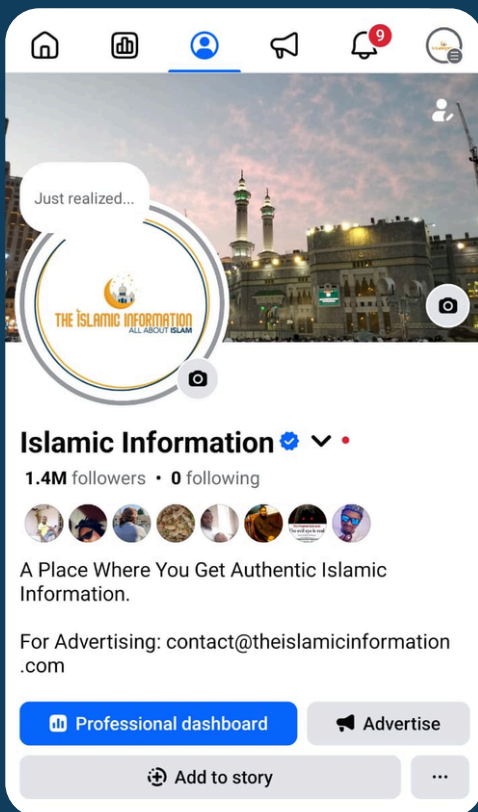 9
Just realized...
THE ISLAMIC INFORMATION
ALL ABOUT ISLAM
Islamic Information
1.4M followers • 0 following
A Place Where You Get Authentic Islamic
Information.
For Advertising: contact@theislamicinformation
.com
Professional dashboard
Advertise
Add to story